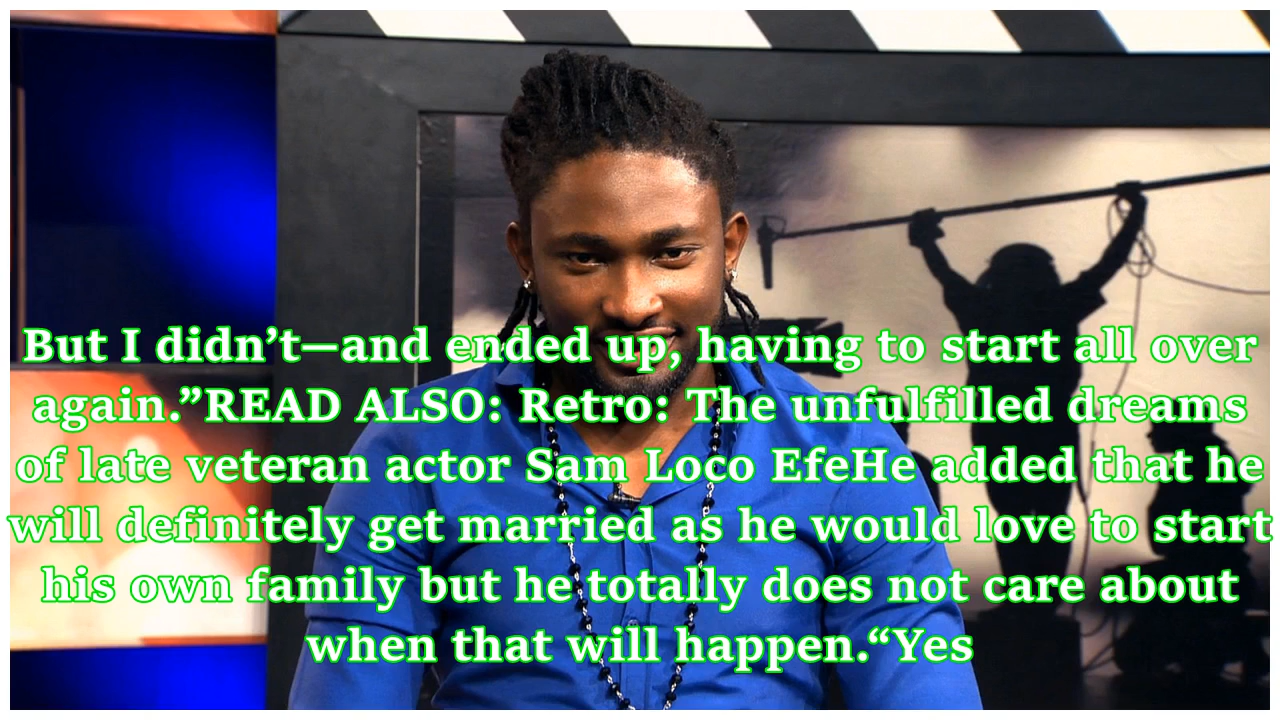 But I didn’t—and ended up, having to start all over
again.”READ ALSO: Retro: The unfulfilled dreams
of late veteran actor Sam Loco EfeHe added that he
will definitely get married as he would love to start
his own family but he totally does not care about
when that will happen.“Yes